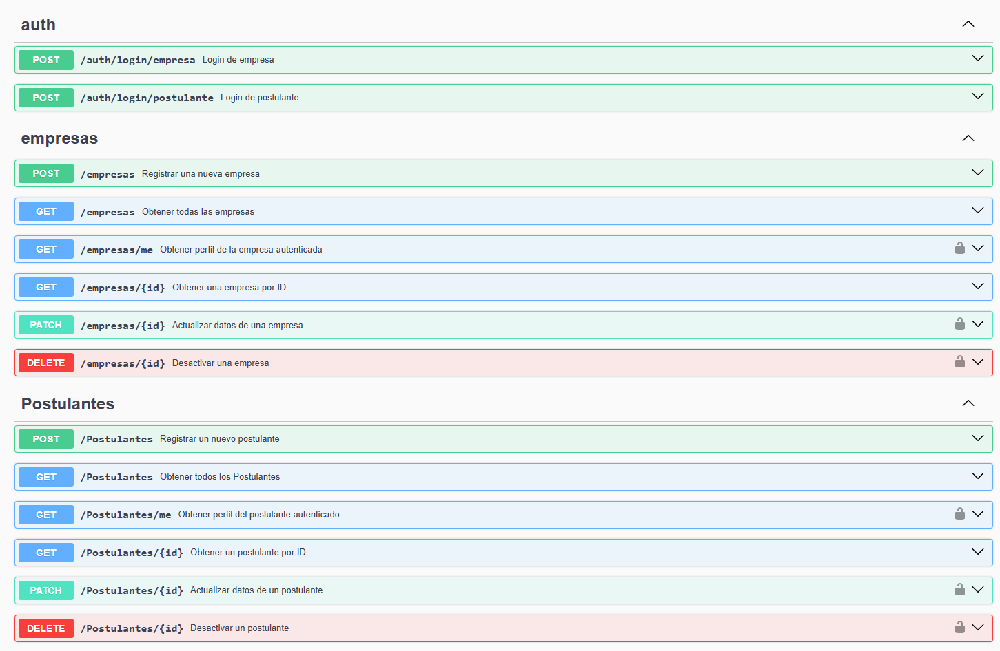 auth
POST /auth/login/empresa Login de empresa
POST /auth/login/postulante Login de postulante
empresas
POST /empresas Registrar una nueva empresa
GET /empresas Obtener todas las empresas
GET /empresas/me Obtener perfil de la empresa autenticada
GET /empresas/{id} Obtener una empresa por ID
PATCH /empresas/{id} Actualizar datos de una empresa
DELETE /empresas/{id} Desactivar una empresa
Postulantes
POST /Postulantes Registrar un nuevo postulante
GET /Postulantes Obtener todos los Postulantes
GET /Postulantes/me Obtener perfil del postulante autenticado
GET /Postulantes/{id} Obtener un postulante por ID
PATCH /Postulantes/{id} Actualizar datos de un postulante
DELETE /Postulantes/{id} Desactivar un postulante